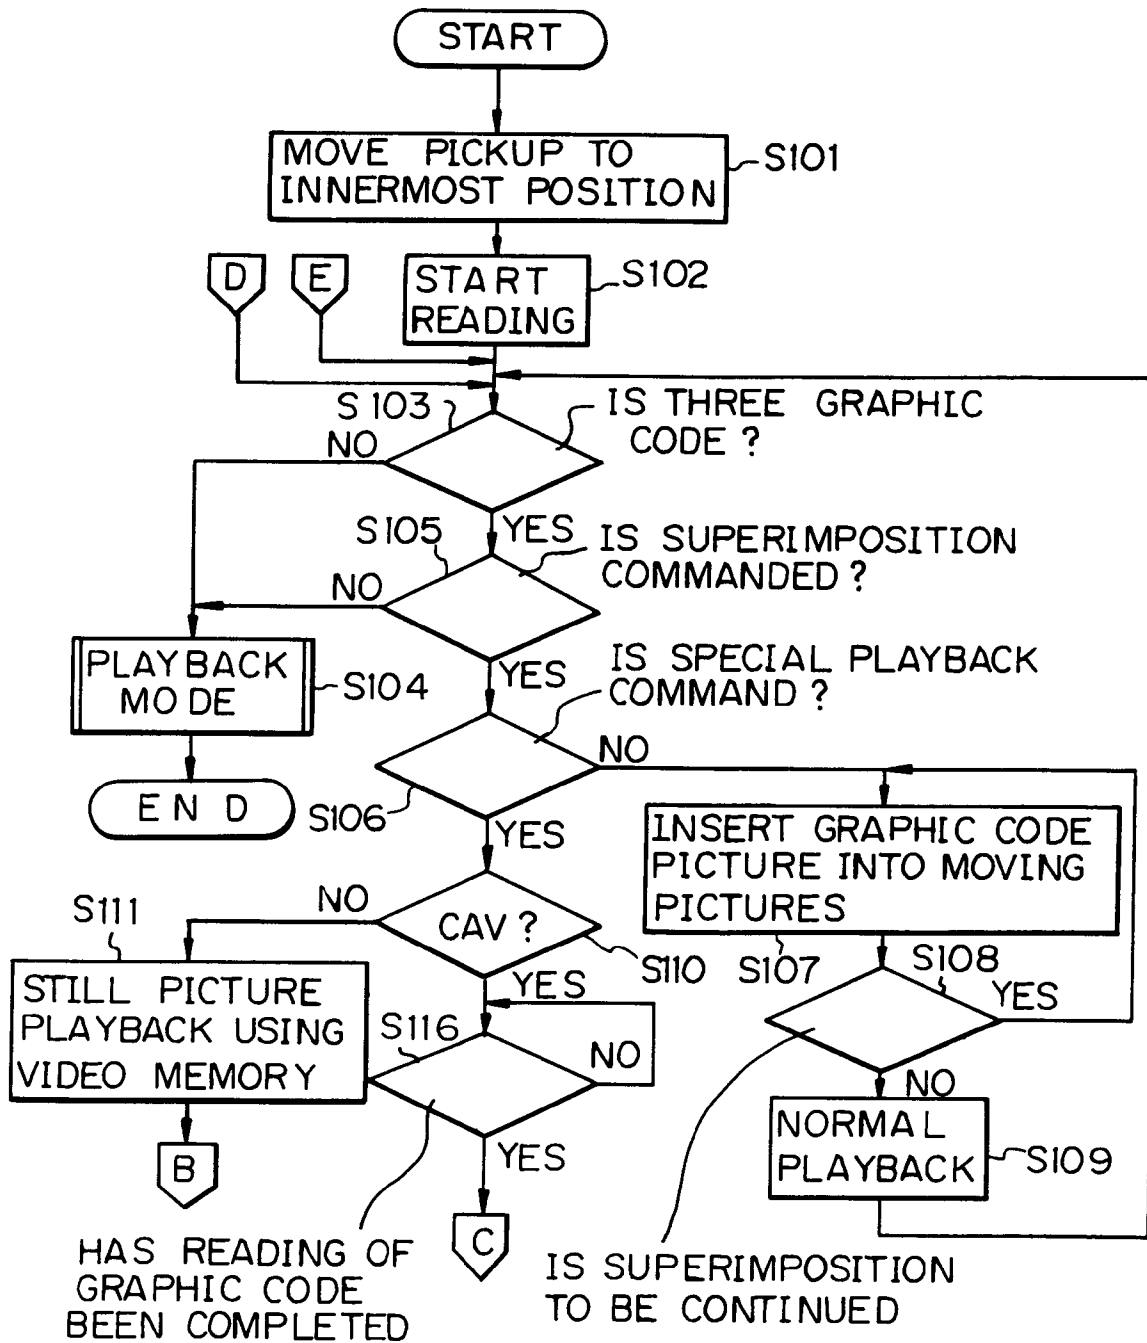 START
MOVE PICKUP TO
INNERMOST POSITION
S101
D
E
START
READING
S102
S103
IS THREE GRAPHIC
CODE?
NO
YES
S105
IS SUPERIMPOSITION
COMMANDED?
NO
YES
PLAYBACK
MODE
S104
IS SPECIAL PLAYBACK
COMMAND?
NO
END
S106
YES
INSERT GRAPHIC CODE
PICTURE INTO MOVING
PICTURES
S111
NO
CAV?
S110
S107
S108
YES
YES
STILL PICTURE
PLAYBACK USING
VIDEO MEMORY
S116
NO
NO
B
YES
NORMAL
PLAYBACK
S109
C
HAS READING OF
GRAPHIC CODE
BEEN COMPLETED
IS SUPERIMPOSITION
TO BE CONTINUED